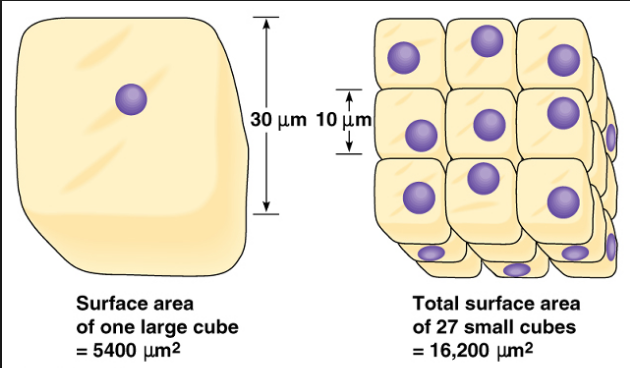 30 µm
10 µm
Surface area
of one large cube
= 5400 µm²
Total surface area
of 27 small cubes
= 16,200 µm²